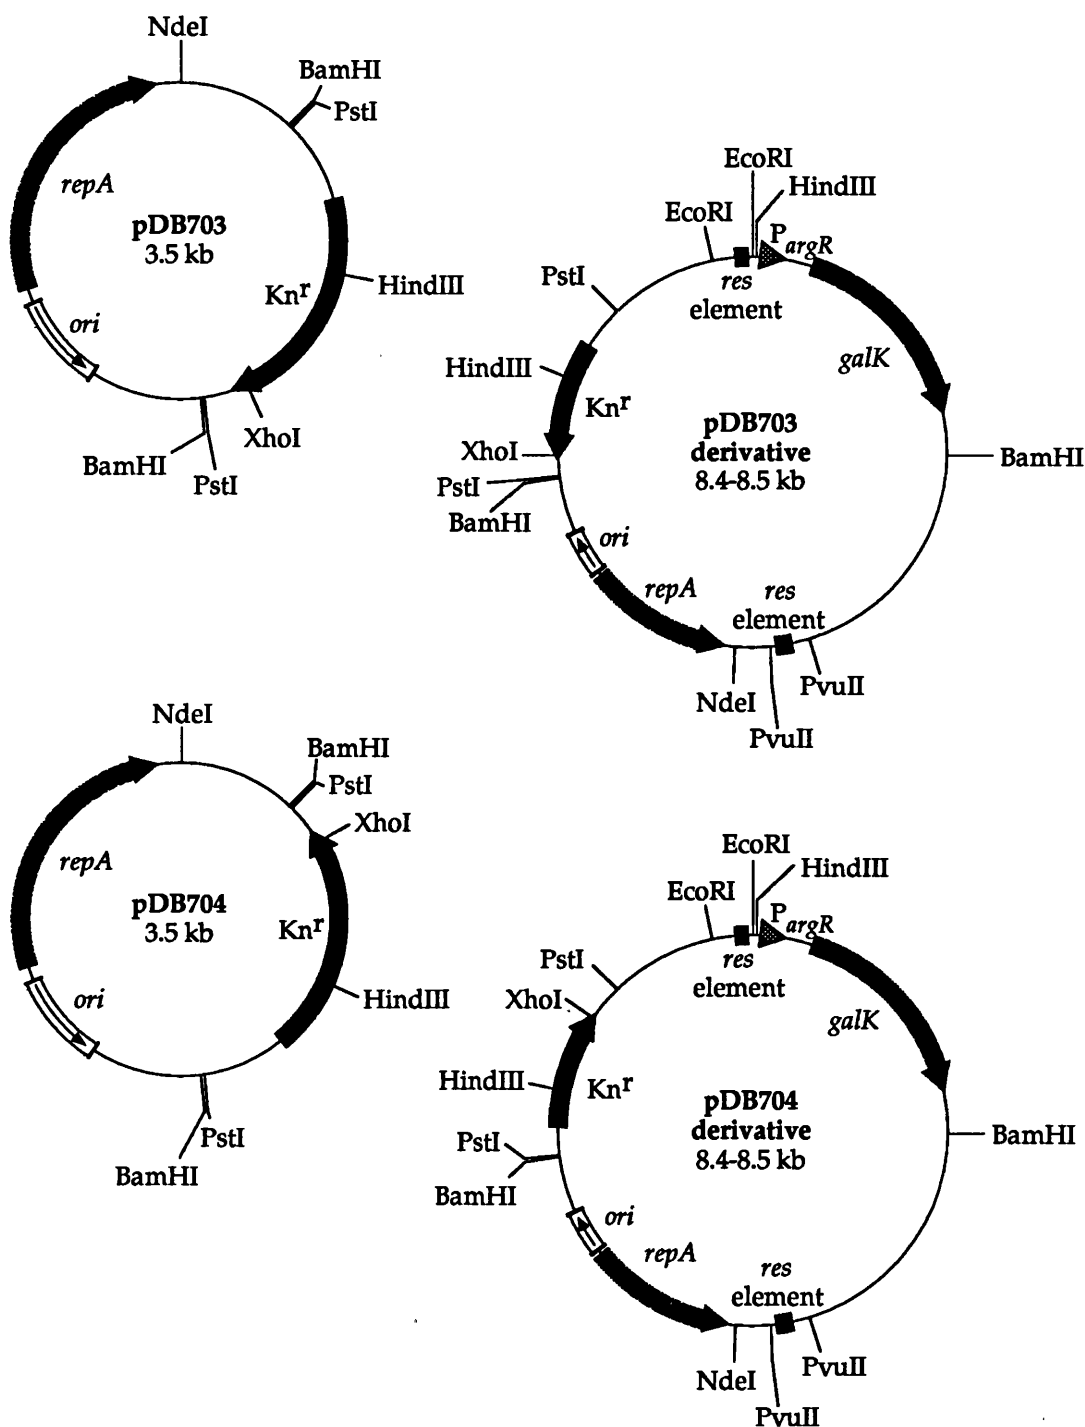 NdeI
BamHI
PstI
repA
pDB703
3.5 kb
Knr
HindIII
ori
XhoI
BamHI
PstI
EcoRI
HindIII
EcoRI
P argR
PstI
res
element
galK
HindIII
Knr
pDB703
derivative
8.4-8.5 kb
XhoI
BamHI
PstI
BamHI
ori
repA
res
element
PvuII
NdeI
PvuII
NdeI
BamHI
PstI
XhoI
repA
pDB704
3.5 kb
Knr
HindIII
ori
PstI
BamHI
EcoRI
HindIII
EcoRI
P argR
PstI
res
element
XhoI
galK
HindIII
Knr
pDB704
derivative
8.4-8.5 kb
BamHI
PstI
BamHI
ori
repA
res
element
PvuII
NdeI
PvuII